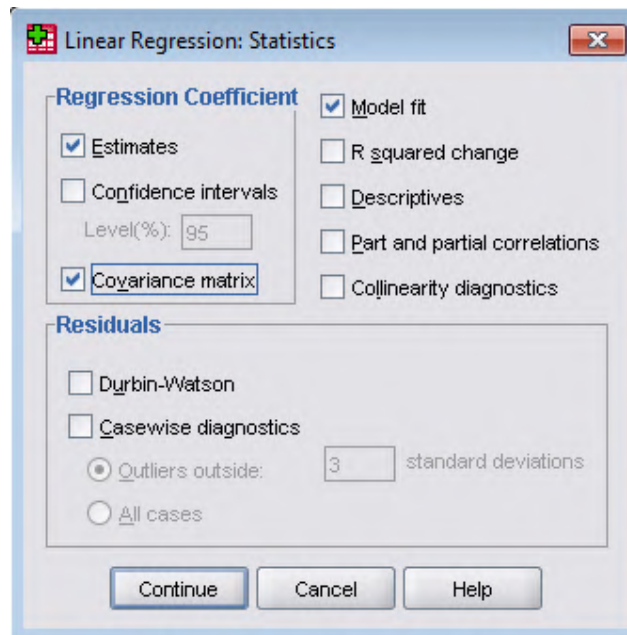 Linear Regression: Statistics
Regression Coefficient
Estimates
Confidence intervals
Level(%): 95
Covariance matrix
Model fit
R squared change
Descriptives
Part and partial correlations
Collinearity diagnostics
Residuals
Durbin-Watson
Casewise diagnostics
Outliers outside: 3 standard deviations
All cases
Continue Cancel Help